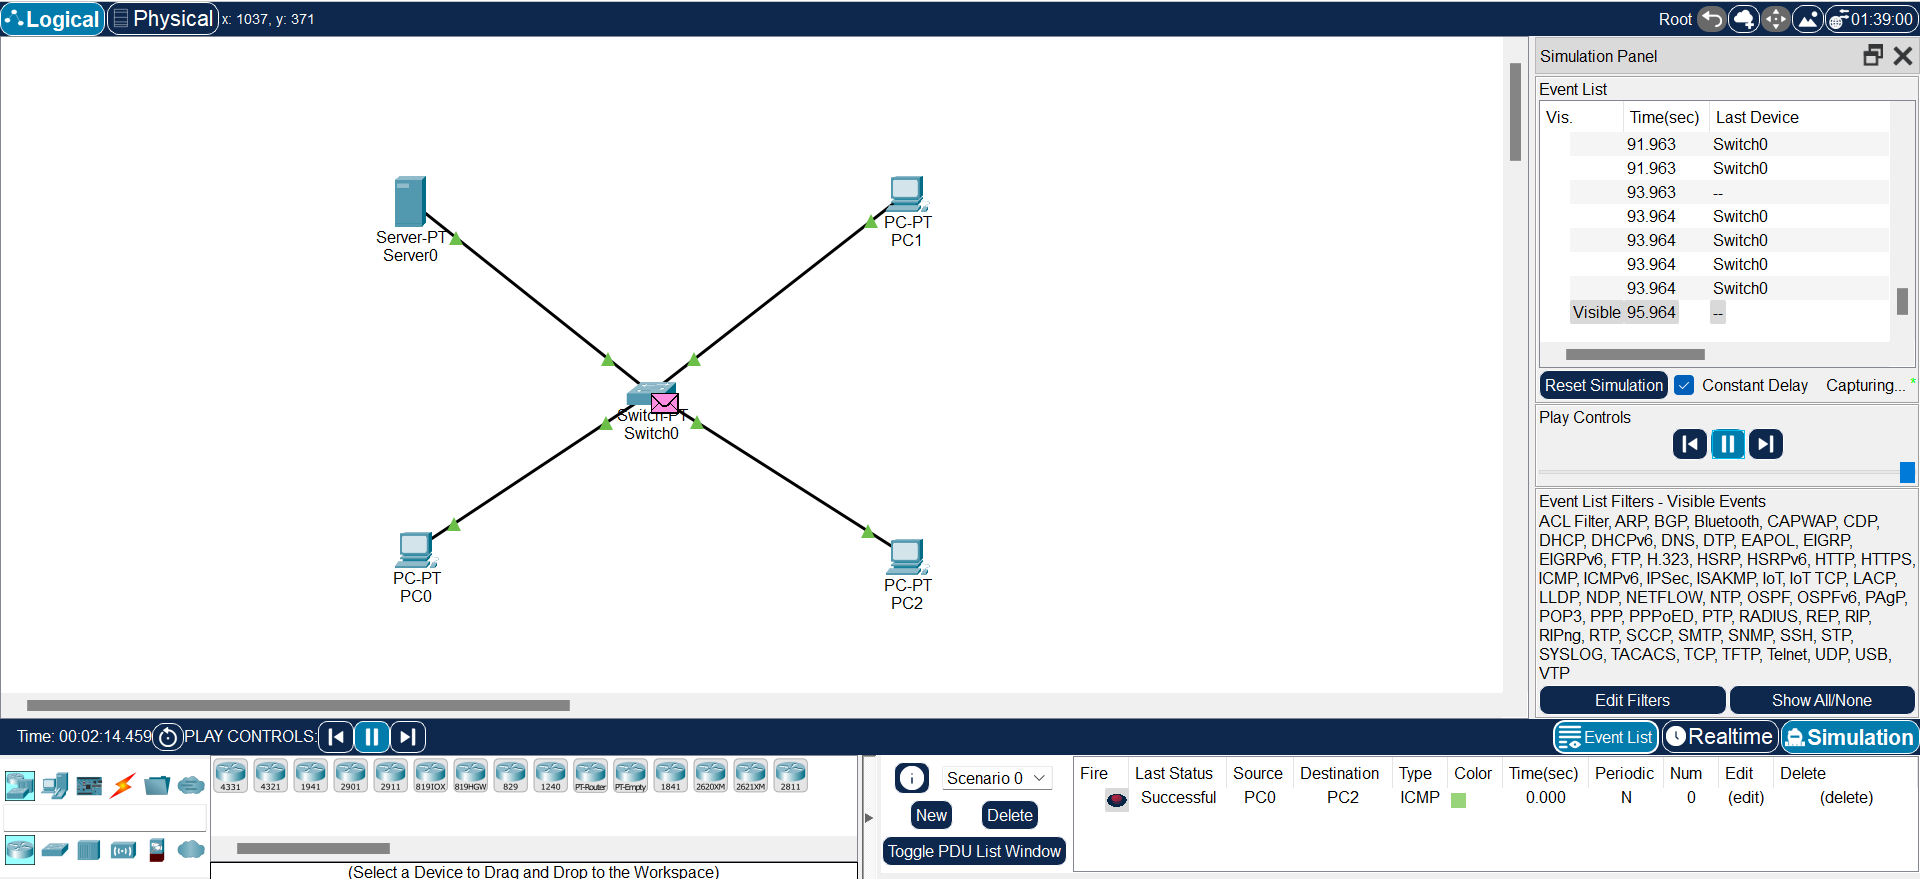 Logical Physical x: 1037, y: 371 Root 01:39:00
Simulation Panel
Event List
Vis. Time(sec) Last Device
91.963 Switch0
91.963 Switch0
93.963 --
93.964 Switch0
93.964 Switch0
93.964 Switch0
93.964 Switch0
Visible 95.964 --
Reset Simulation Constant Delay Capturing... *
Play Controls
Event List Filters - Visible Events
ACL Filter, ARP, BGP, Bluetooth, CAPWAP, CDP,
DHCP, DHCPv6, DNS, DTP, EAPOL, EIGRP,
EIGRPv6, FTP, H.323, HSRP, HSRPv6, HTTP, HTTPS,
ICMP, ICMPv6, IPSec, ISAKMP, IoT, IoT TCP, LACP,
LLDP, NDP, NETFLOW, NTP, OSPF, OSPFv6, PAgP,
POP3, PPP, PPPoED, PTP, RADIUS, REP, RIP,
RIPng, RTP, SCCP, SMTP, SNMP, SSH, STP,
SYSLOG, TACACS, TCP, TFTP, Telnet, UDP, USB,
VTP
Edit Filters Show All/None
Server-PT
Server0
PC-PT
PC1
Switch-PT
Switch0
PC-PT
PC0
PC-PT
PC2
Time: 00:02:14.459 PLAY CONTROLS: Event List Realtime Simulation
4331 4321 1941 2901 2911 819IOX 819HGW 829 1240 PT-Router PT-Empty 1841 2620XM 2621XM 2811
(Select a Device to Drag and Drop to the Workspace)
Scenario 0
New Delete
Toggle PDU List Window
Fire Last Status Source Destination Type Color Time(sec) Periodic Num Edit Delete
Successful PC0 PC2 ICMP 0.000 N 0 (edit) (delete)